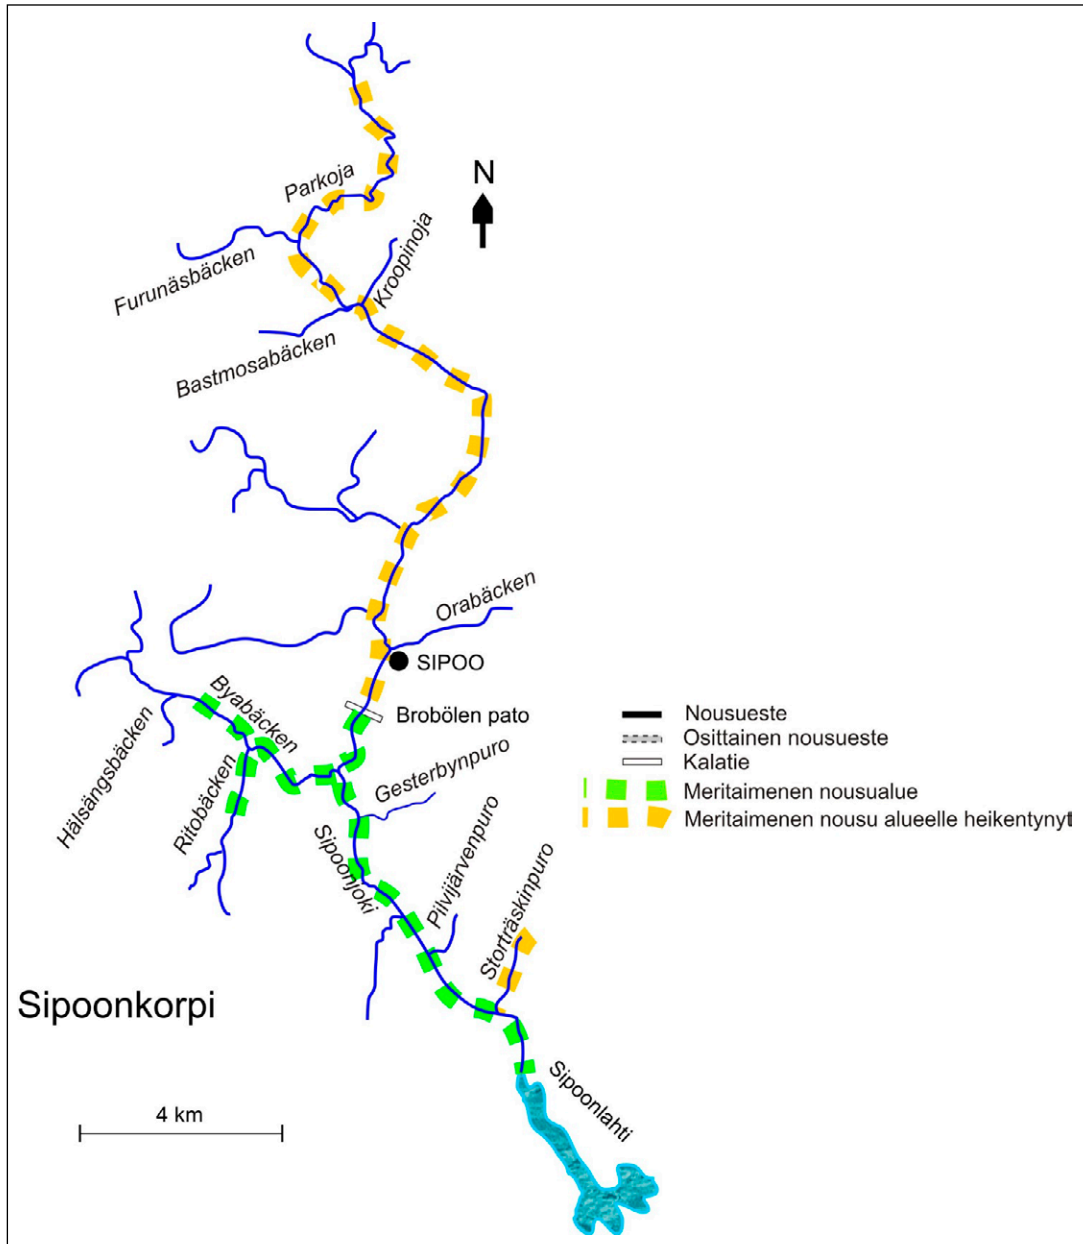 Parkoja
N
Kroopinoja
Furunäsbäcken
Bastmosabäcken
Orabäcken
SIPOO
Byabäcken
Brobölen pato
Hälsängsbäcken
Ritobäcken
Gesterbynpuro
Sipoonjoki
Pilvijärvenpuro
Storträskinpuro
Nousueste
Osittainen nousueste
Kalatie
Meritaimenen nousualue
Meritaimenen nousu alueelle heikentynyt
Sipoonkorpi
Sipoonlahti
4 km